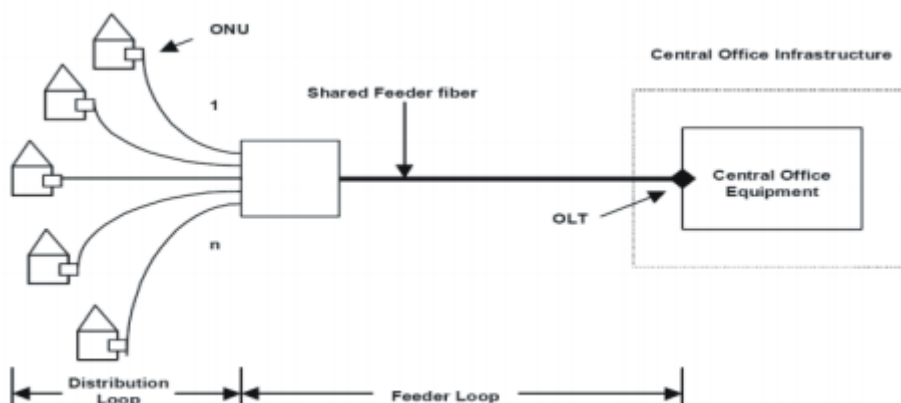 ONU
Central Office Infrastructure
1
Shared Feeder fiber
Central Office
Equipment
OLT
n
Distribution
Loop
Feeder Loop